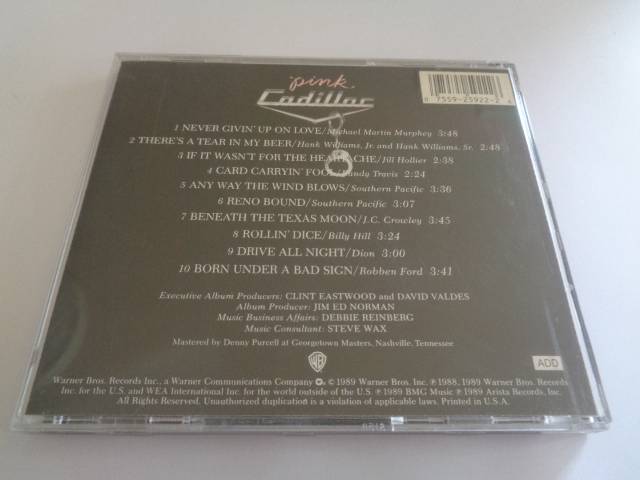 pink
Cadillac
7559-25922-2
1 NEVER GIVIN' UP ON LOVE/Michael Martin Murphey 3:48
2 THERE'S A TEAR IN MY BEER/Hank Williams, Jr. and Hank Williams, Sr. 2:48
3 IF IT WASN'T FOR THE HEARTACHE/Jill Hollier 2:38
4 CARD CARRYIN' FOOL/Randy Travis 2:24
5 ANY WAY THE WIND BLOWS/Southern Pacific 3:36
6 RENO BOUND/Southern Pacific 3:07
7 BENEATH THE TEXAS MOON/J.C. Crowley 3:45
8 ROLLIN' DICE/Billy Hill 3:24
9 DRIVE ALL NIGHT/Dion 3:00
10 BORN UNDER A BAD SIGN/Robben Ford 3:41
Executive Album Producers: CLINT EASTWOOD and DAVID VALDES
Album Producer: JIM ED NORMAN
Music Business Affairs: DEBBIE REINBERG
Music Consultant: STEVE WAX
Mastered by Denny Purcell at Georgetown Masters, Nashville, Tennessee
WB
ADD
Warner Bros. Records Inc., a Warner Communications Company © 1989 Warner Bros. Inc. ℗ 1988, 1989 Warner Bros. Records
Inc. for the U.S. and WEA International Inc. for the world outside of the U.S. ℗ 1989 BMG Music ℗ 1989 Arista Records, Inc.
All Rights Reserved. Unauthorized duplication is a violation of applicable laws. Printed in U.S.A.